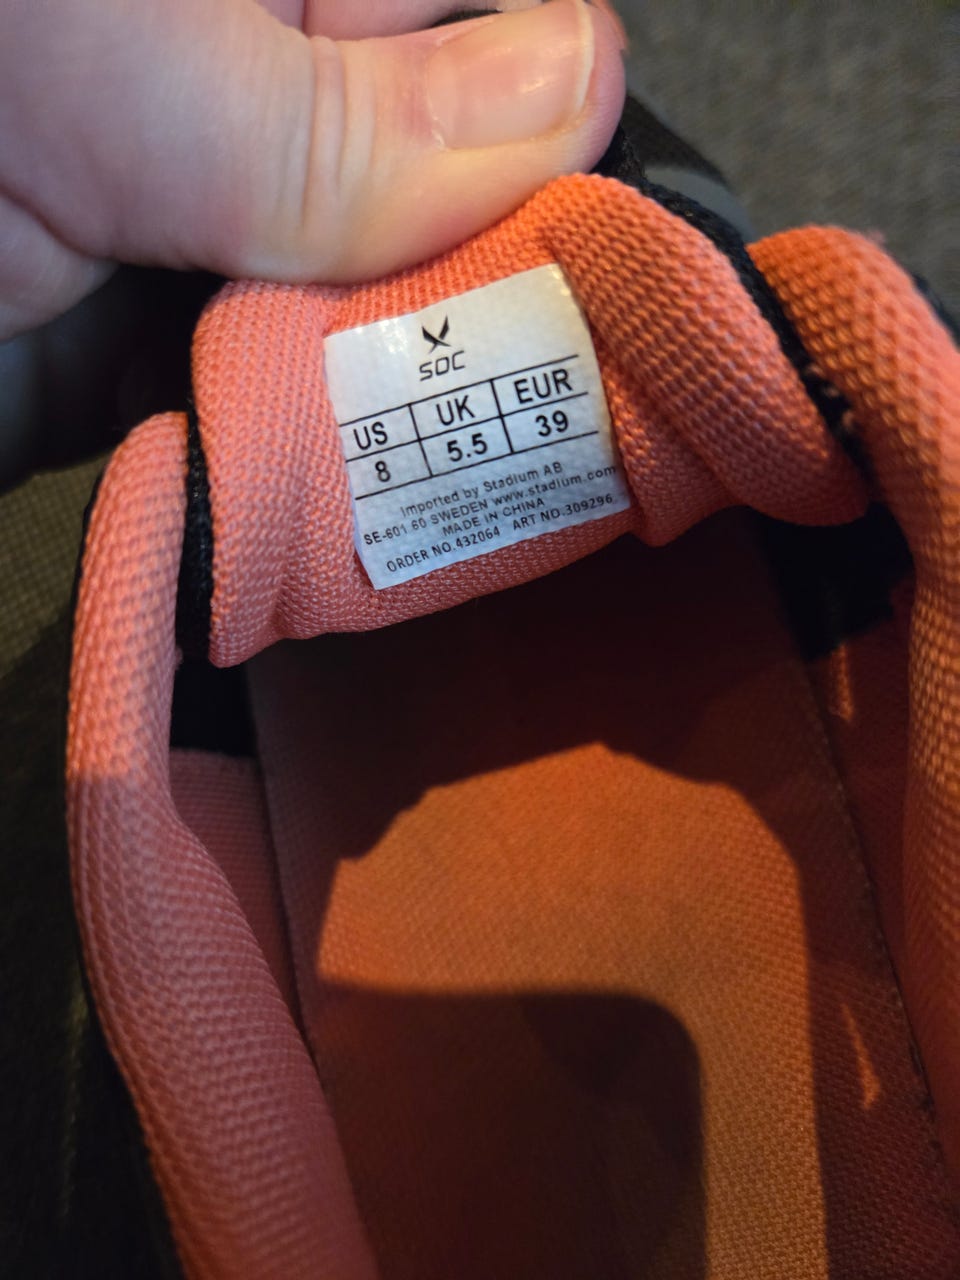 SOC
US UK EUR
8 5.5 39
Imported by Stadium AB
SE-601 60 SWEDEN www.stadium.com
MADE IN CHINA
ORDER NO.432064 ART NO.309296